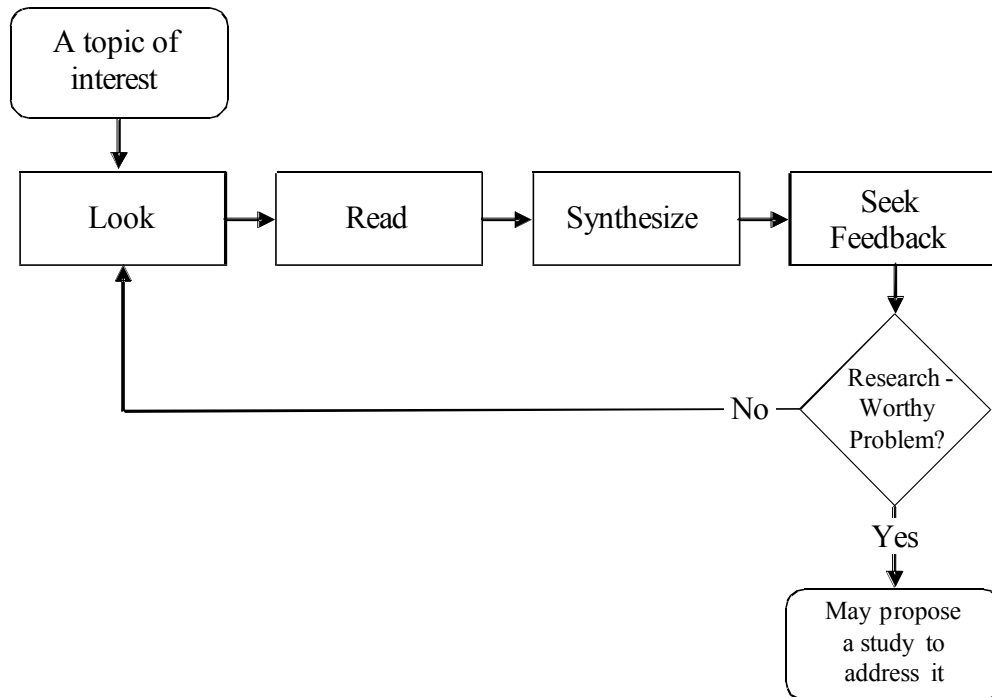 A topic of
interest
Look
Read
Synthesize
Seek
Feedback
Research -
Worthy
Problem?
No
Yes
May propose
a study to
address it